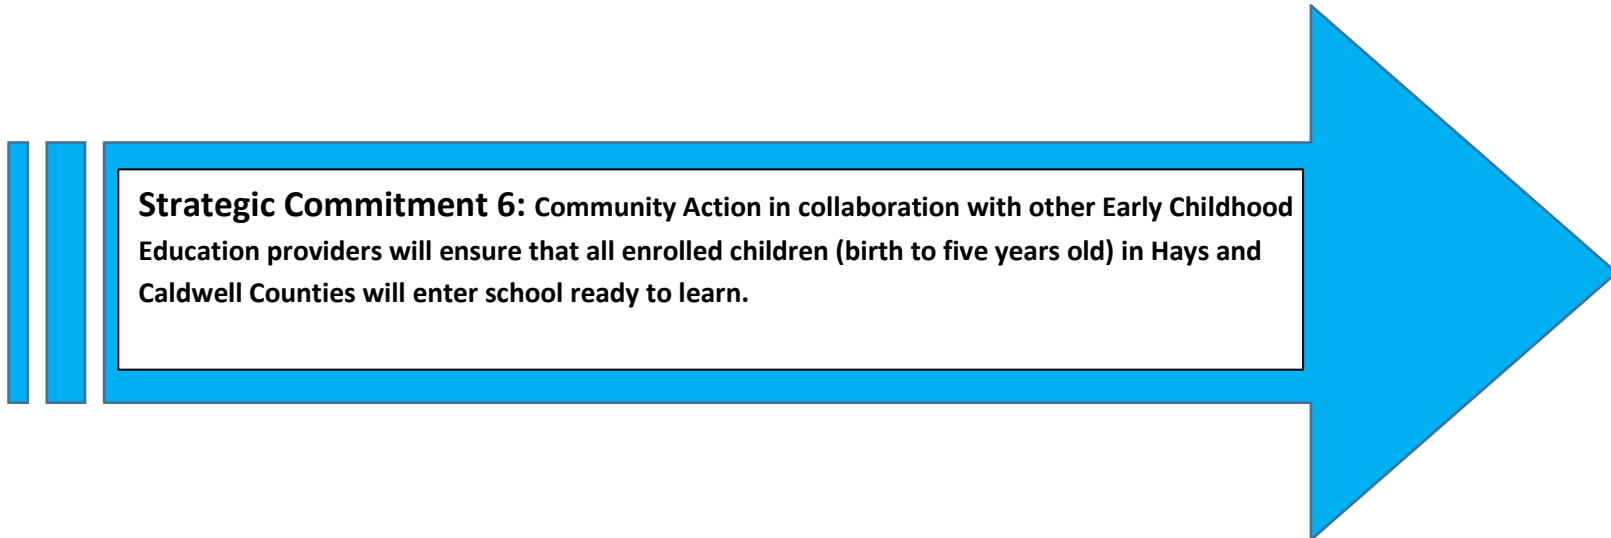 Strategic Commitment 6: Community Action in collaboration with other Early Childhood
Education providers will ensure that all enrolled children (birth to five years old) in Hays and
Caldwell Counties will enter school ready to learn.